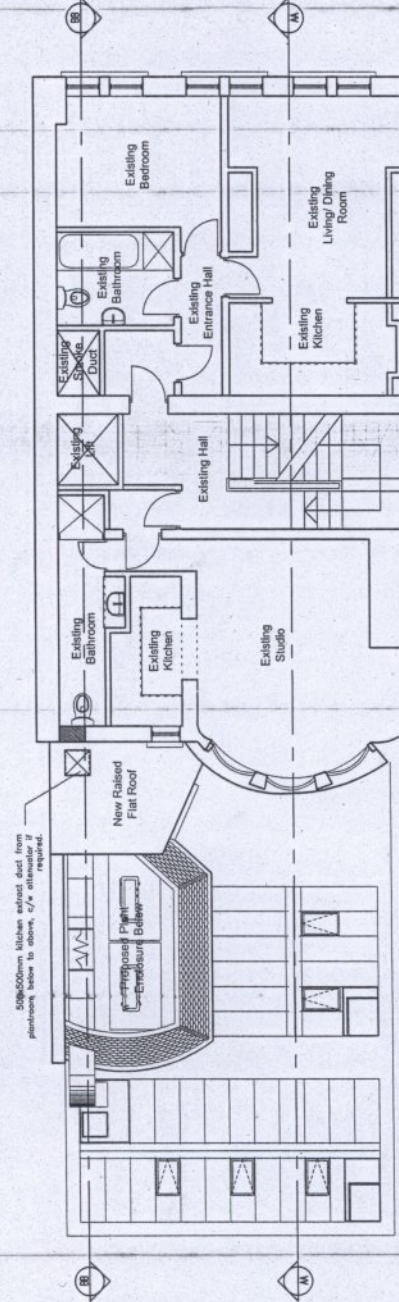 BB
W
500x500mm kitchen extract duct from
plantroom below to above, c/w attenuator if
required.
New Raised
Flat Roof
Proposed Plant
Enclosure Below
Existing
Bathroom
Existing
Kitchen
Existing
Studio
Existing
Lift
Existing Hall
Existing
Smoke
Duct
Existing
Bathroom
Existing
Entrance Hall
Existing
Kitchen
Existing
Bedroom
Existing
Living/ Dining
Room
BB
W